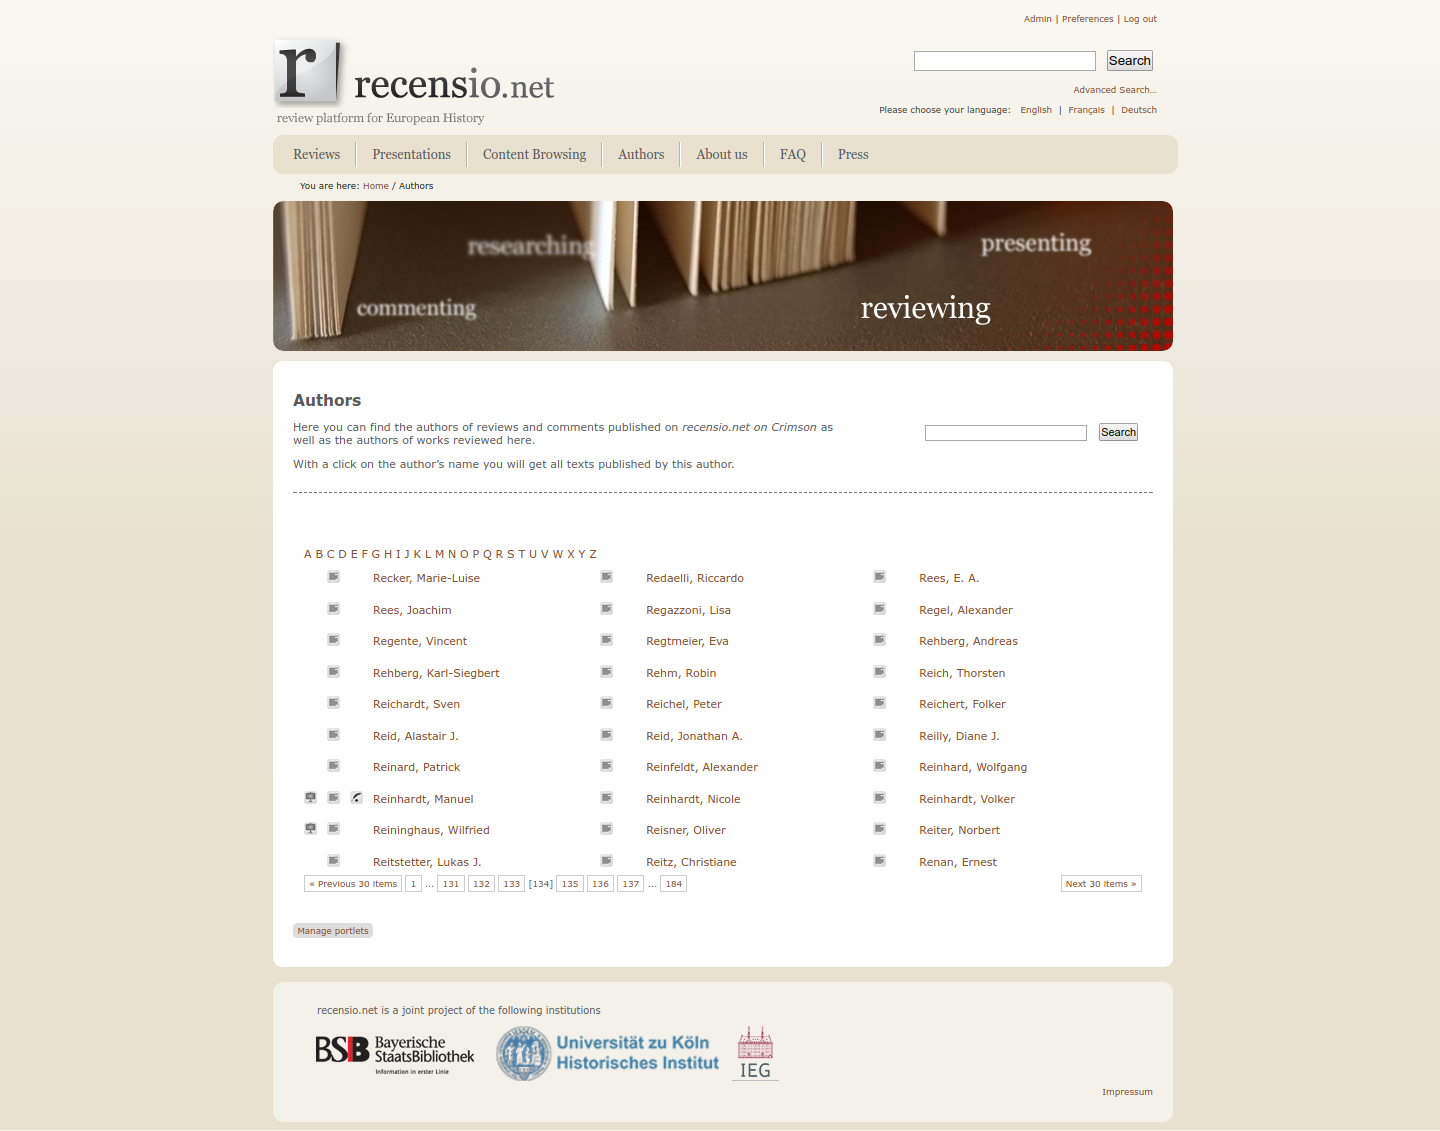 Admin | Preferences | Log out
Search
r recensio.net
review platform for European History
Advanced Search...
Please choose your language: English | Français | Deutsch
Reviews Presentations Content Browsing Authors About us FAQ Press
You are here: Home / Authors
researching presenting
commenting reviewing
Authors
Here you can find the authors of reviews and comments published on recensio.net on Crimson as
well as the authors of works reviewed here.
Search
With a click on the author’s name you will get all texts published by this author.
A B C D E F G H I J K L M N O P Q R S T U V W X Y Z
Recker, Marie-Luise Redaelli, Riccardo Rees, E. A.
Rees, Joachim Regazzoni, Lisa Regel, Alexander
Regente, Vincent Regtmeier, Eva Rehberg, Andreas
Rehberg, Karl-Siegbert Rehm, Robin Reich, Thorsten
Reichardt, Sven Reichel, Peter Reichert, Folker
Reid, Alastair J. Reid, Jonathan A. Reilly, Diane J.
Reinard, Patrick Reinfeldt, Alexander Reinhard, Wolfgang
Reinhardt, Manuel Reinhardt, Nicole Reinhardt, Volker
Reininghaus, Wilfried Reisner, Oliver Reiter, Norbert
Reitstetter, Lukas J. Reitz, Christiane Renan, Ernest
« Previous 30 items 1 ... 131 132 133 [134] 135 136 137 ... 184 Next 30 items »
Manage portlets
recensio.net is a joint project of the following institutions
BSB Bayerische StaatsBibliothek
Information in erster Linie
Universität zu Köln
Historisches Institut
IEG
Impressum